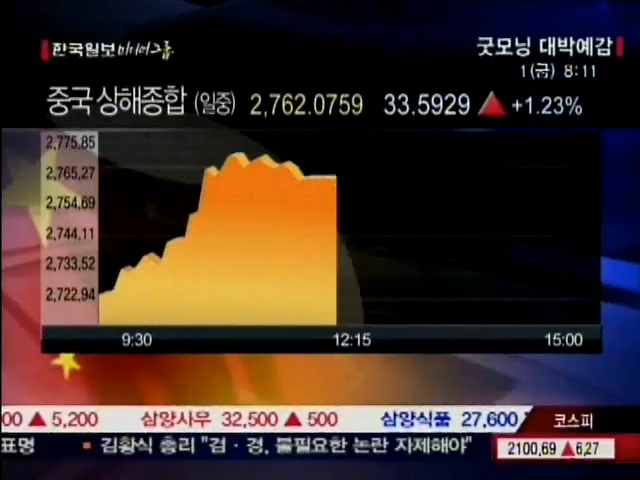 한국일보 미디어그룹
굿모닝 대박예감
1(금) 8:11
중국 상해종합 (일중) 2,762.0759 33.5929 ▲ +1.23%
2,775.85
2,765.27
2,754.69
2,744.11
2,733.52
2,722.94
9:30 12:15 15:00
00 ▲ 5,200 삼양사우 32,500 ▲ 500 삼양식품 27,600 코스피
표명 ▪ 김황식 총리 "검·경, 불필요한 논란 자제해야" 2100.69 ▲6.27